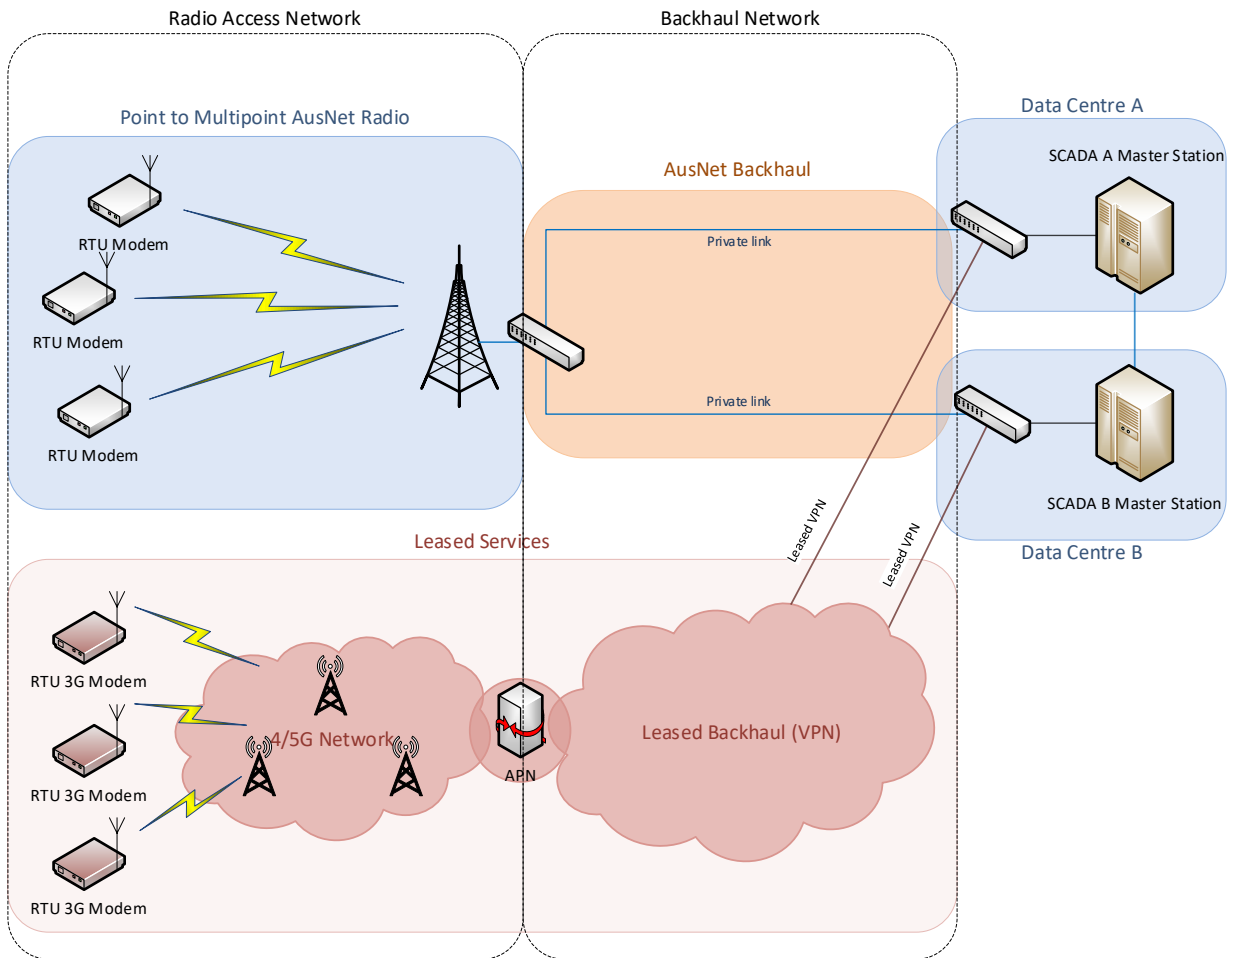 Radio Access Network
Backhaul Network
Point to Multipoint AusNet Radio
Data Centre A
SCADA A Master Station
AusNet Backhaul
RTU Modem
Private link
RTU Modem
Private link
RTU Modem
SCADA B Master Station
Data Centre B
Leased VPN
Leased VPN
Leased Services
RTU 3G Modem
4/5G Network
Leased Backhaul (VPN)
APN
RTU 3G Modem
RTU 3G Modem